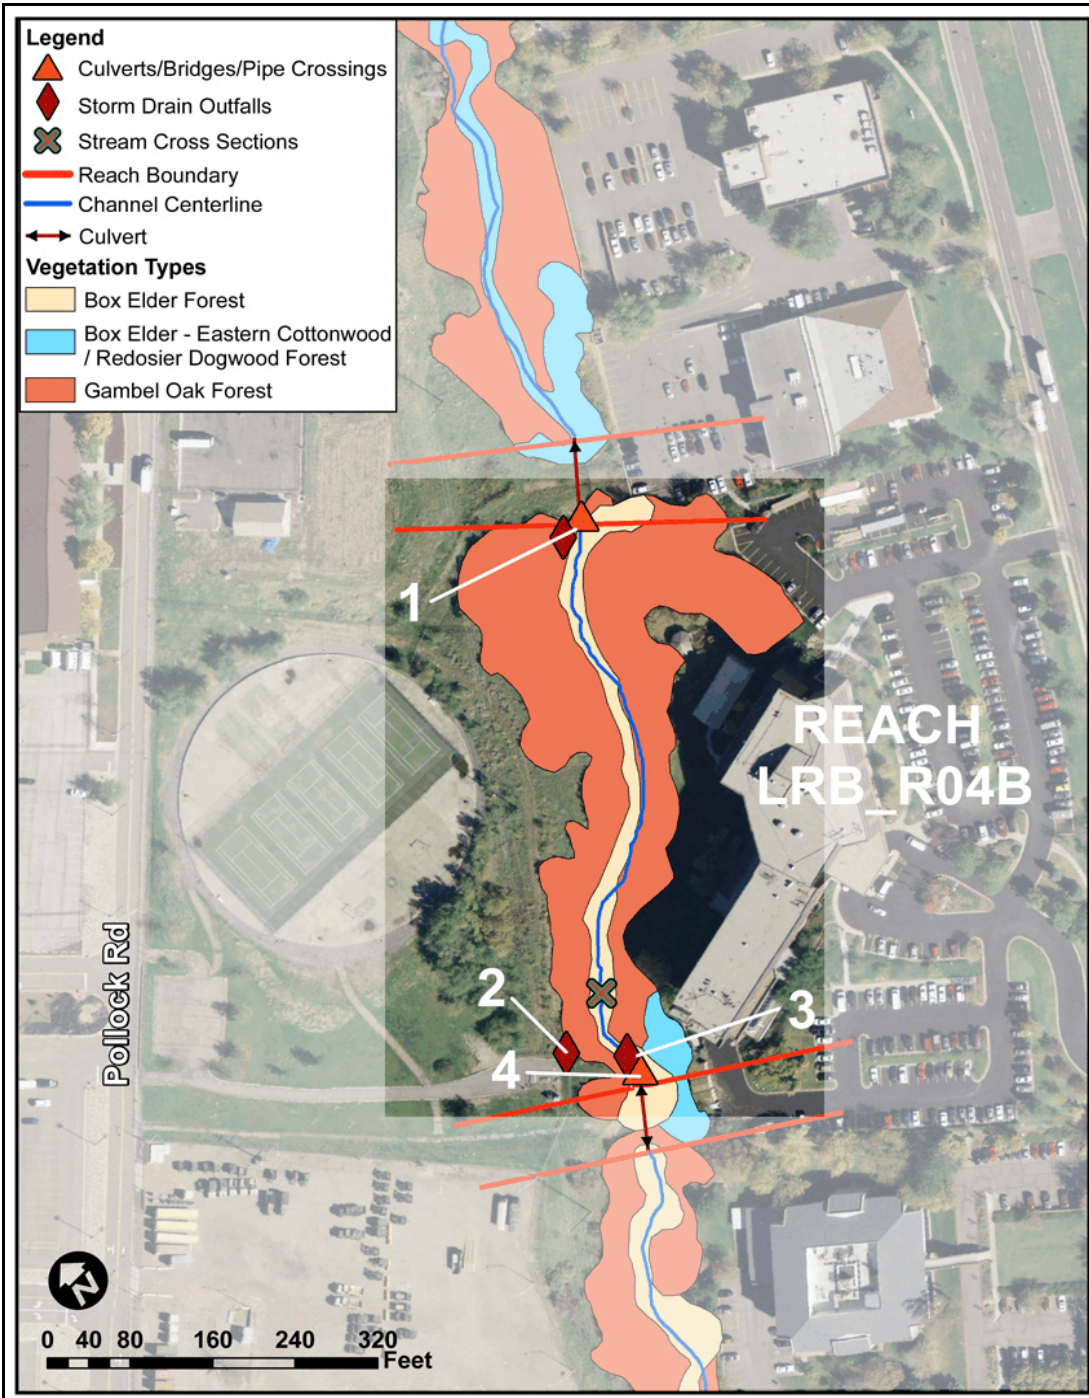 Legend
Culverts/Bridges/Pipe Crossings
Storm Drain Outfalls
Stream Cross Sections
Reach Boundary
Channel Centerline
Culvert
Vegetation Types
Box Elder Forest
Box Elder - Eastern Cottonwood
/ Redosier Dogwood Forest
Gambel Oak Forest
1
REACH
LRB_R04B
2
3
4
Pollock Rd
N
0 40 80 160 240 320
Feet